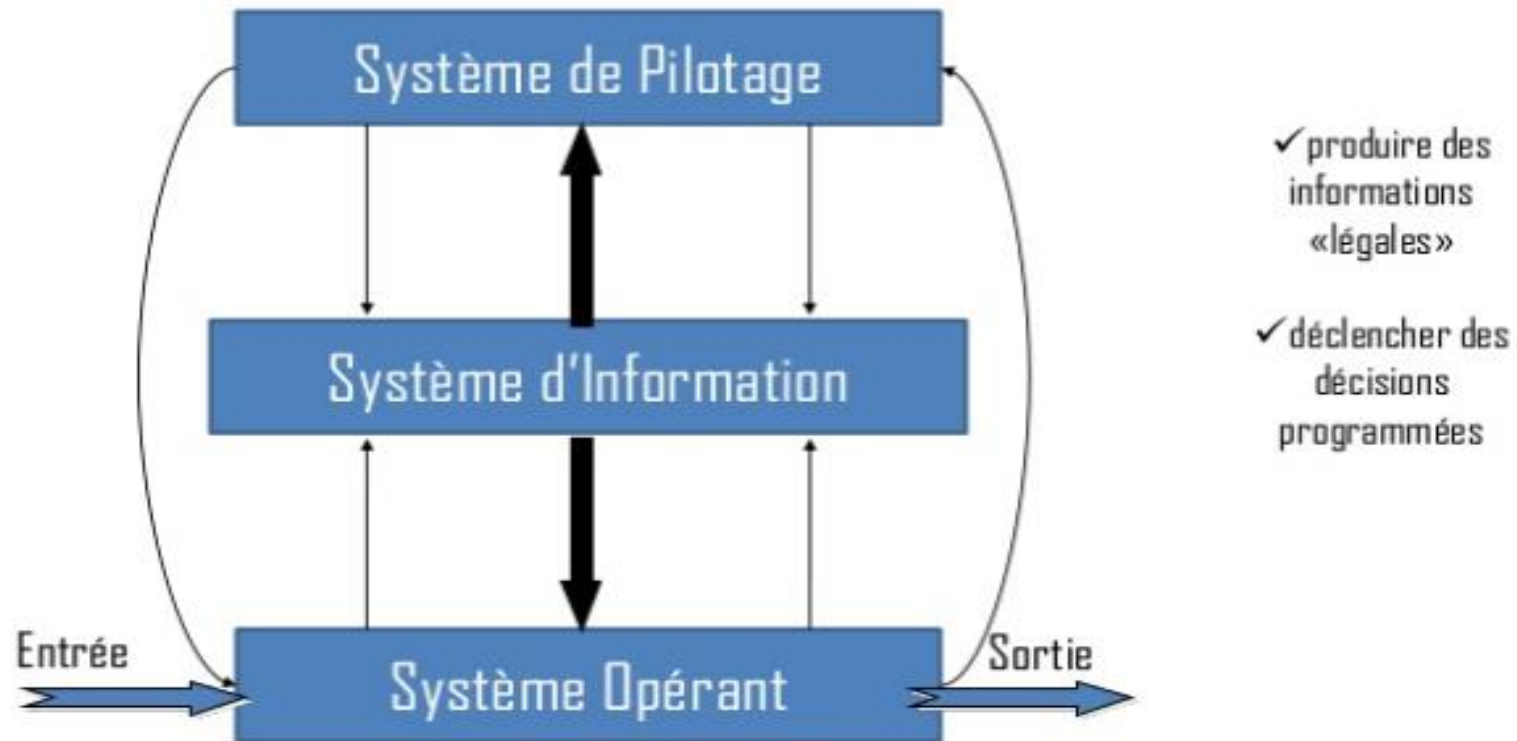 Système de Pilotage
✓produire des
informations
«légales»
✓déclencher des
décisions
programmées
Système d'Information
Entrée
Sortie
Système Opérant